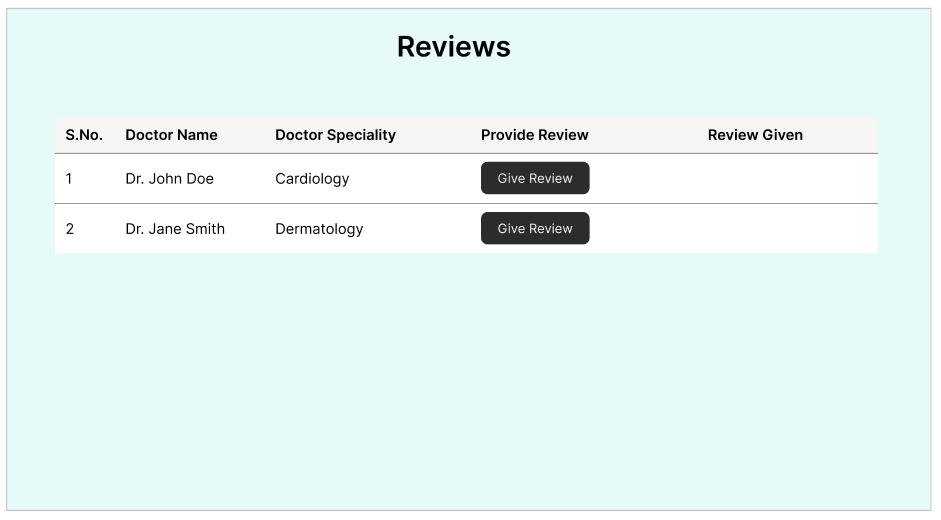 Reviews
S.No. Doctor Name Doctor Speciality Provide Review Review Given
1 Dr. John Doe Cardiology Give Review
2 Dr. Jane Smith Dermatology Give Review